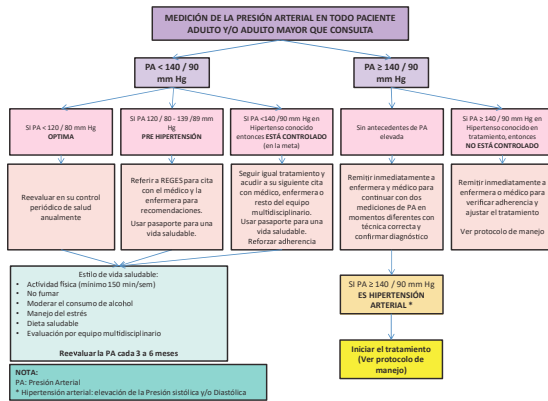 MEDICIÓN DE LA PRESIÓN ARTERIAL EN TODO PACIENTE
ADULTO Y/O ADULTO MAYOR QUE CONSULTA
PA < 140 / 90
mm Hg
PA ≥ 140 / 90
mm Hg
SI PA < 120 / 80 mm Hg
OPTIMA
SI PA 120 / 80 - 139 /89 mm
Hg
PRE HIPERTENSIÓN
SI PA <140 /90 mm Hg en
Hipertenso conocido
entonces ESTÁ CONTROLADO
(en la meta)
Sin antecedentes de PA
elevada
SI PA ≥ 140 / 90 mm Hg en
Hipertenso conocido en
tratamiento, entonces
NO ESTÁ CONTROLADO
Reevaluar en su control
periódico de salud
anualmente
Referir a REGES para cita
con el médico y la
enfermera para
recomendaciones.
Usar pasaporte para una
vida saludable.
Seguir igual tratamiento y
acudir a su siguiente cita
con médico, enfermera o
resto del equipo
multidisciplinario.
Usar pasaporte para una
vida saludable.
Reforzar adherencia
Remitir inmediatamente a
enfermera y médico para
continuar con dos
mediciones de PA en
momentos diferentes con
técnica correcta y
confirmar diagnóstico
Remitir inmediatamente a
enfermera o médico para
verificar adherencia y
ajustar el tratamiento
Ver protocolo de manejo
Estilo de vida saludable:
• Actividad física (mínimo 150 min/sem)
• No fumar
• Moderar el consumo de alcohol
• Manejo del estrés
• Dieta saludable
• Evaluación por equipo multidisciplinario
Reevaluar la PA cada 3 a 6 meses
SI PA ≥ 140 / 90 mm Hg
ES HIPERTENSIÓN
ARTERIAL *
Iniciar el tratamiento
(Ver protocolo de
manejo)
NOTA:
PA: Presión Arterial
* Hipertensión arterial: elevación de la Presión sistólica y/o Diastólica